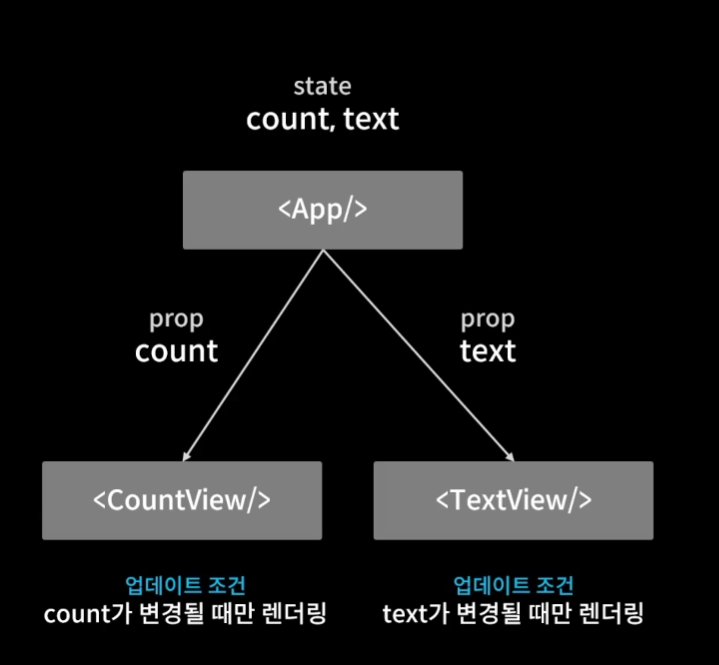 state
count, text
<App/>
prop
count
prop
text
<CountView/>
<TextView/>
업데이트 조건
count가 변경될 때만 렌더링
업데이트 조건
text가 변경될 때만 렌더링